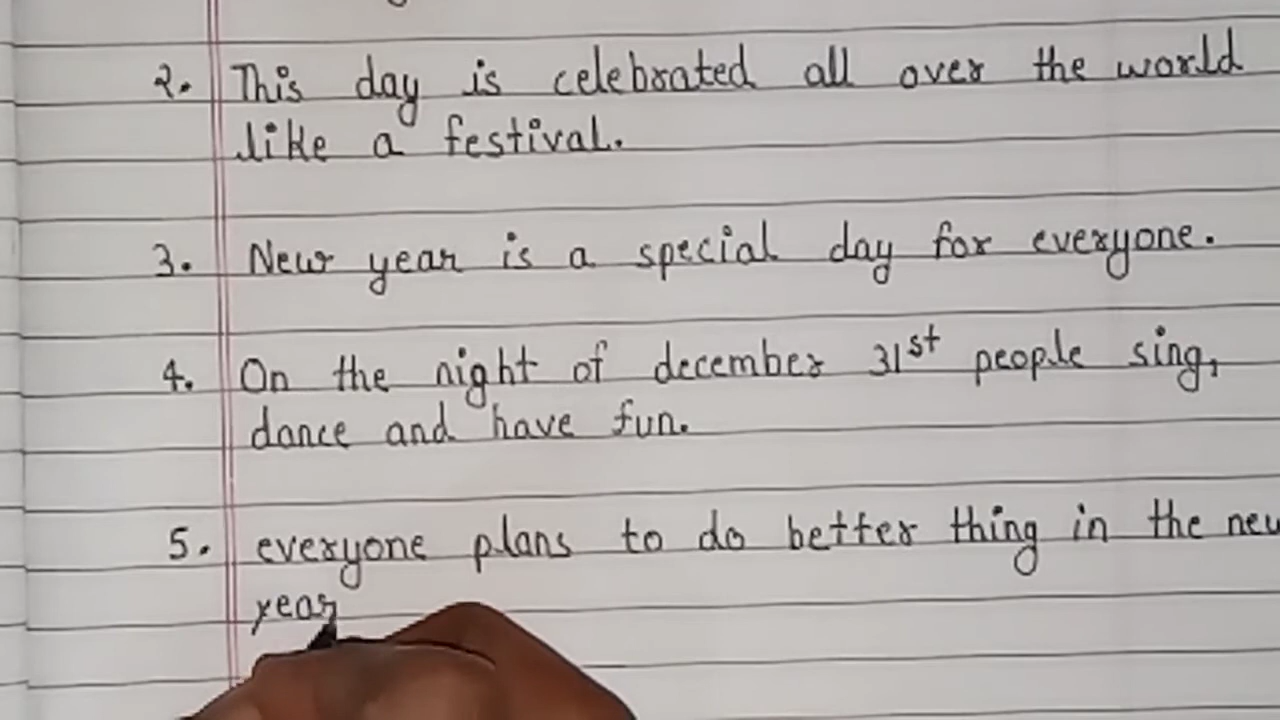 2. This day is celebrated all over the world
like a festival.
3. New year is a special day for everyone.
4. On the night of december 31st people sing,
dance and have fun.
5. everyone plans to do better thing in the new
year